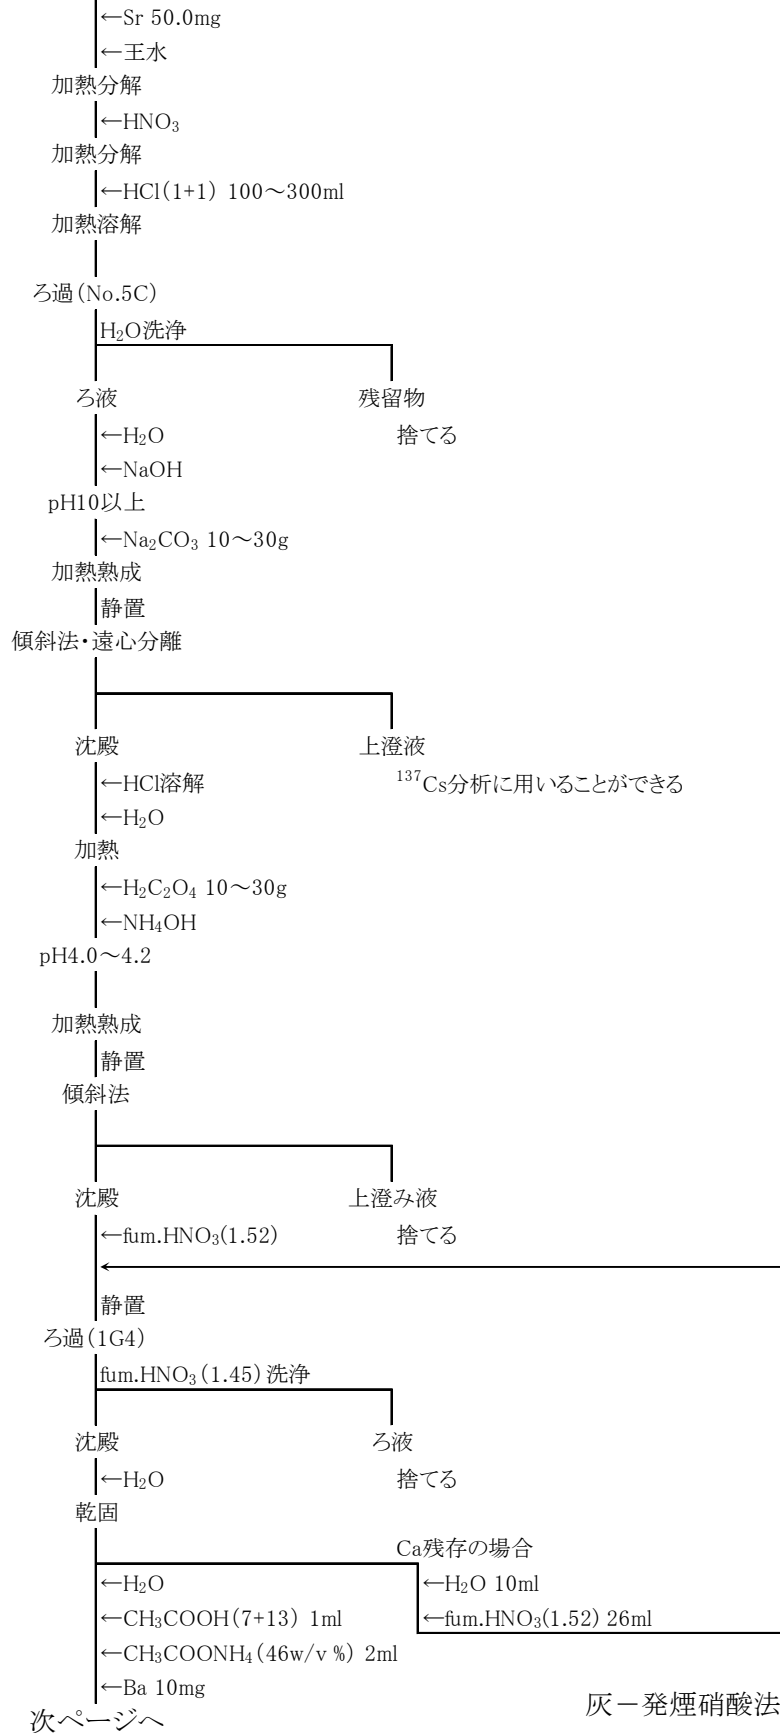 ←Sr 50.0mg
←王水
加熱分解
←HNO₃
加熱分解
←HCl(1+1) 100～300ml
加熱溶解
ろ過(No.5C)
H₂O洗浄
ろ液 残留物
←H₂O 捨てる
←NaOH
pH10以上
←Na₂CO₃ 10～30g
加熱熟成
静置
傾斜法・遠心分離
沈殿 上澄液
←HCl溶解 ¹³⁷Cs分析に用いることができる
←H₂O
加熱
←H₂C₂O₄ 10～30g
←NH₄OH
pH4.0～4.2
加熱熟成
静置
傾斜法
沈殿 上澄み液
←fum.HNO₃(1.52) 捨てる
静置
ろ過(1G4)
fum.HNO₃(1.45)洗浄
沈殿 ろ液
←H₂O 捨てる
乾固
Ca残存の場合
←H₂O ←H₂O 10ml
←CH₃COOH(7+13) 1ml ←fum.HNO₃(1.52) 26ml
←CH₃COONH₄(46w/v %) 2ml
←Ba 10mg
次ページへ 灰－発煙硝酸法